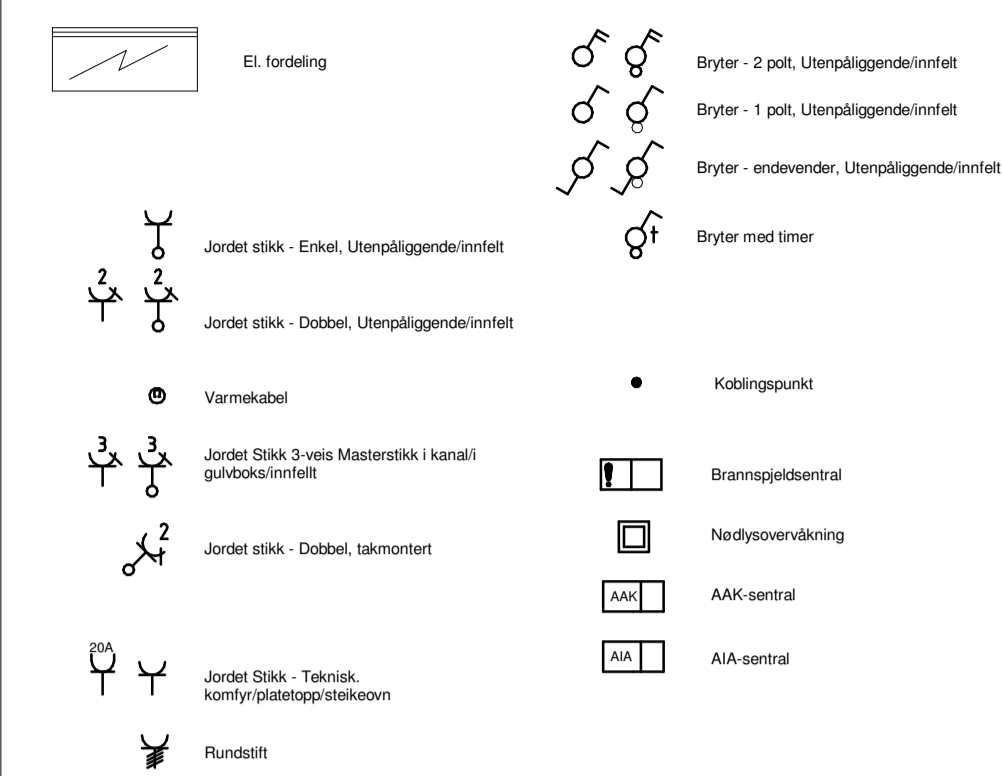 El. fordeling
Jordet stikk - Enkel, Utenpåliggende/innfelt
2 2
Jordet stikk - Dobbel, Utenpåliggende/innfelt
Varmekabel
3 3
Jordet Stikk 3-veis Masterstikk i kanal/i
gulvboks/innfellt
2
Jordet stikk - Dobbel, takmontert
20A
Jordet Stikk - Teknisk.
komfyr/platetopp/steikeovn
Rundstift
Bryter - 2 polt, Utenpåliggende/innfelt
Bryter - 1 polt, Utenpåliggende/innfelt
Bryter - endevender, Utenpåliggende/innfelt
t
Bryter med timer
Koblingspunkt
!
Brannspjeldsentral
Nødlysovervåkning
AAK
AAK-sentral
AIA
AIA-sentral